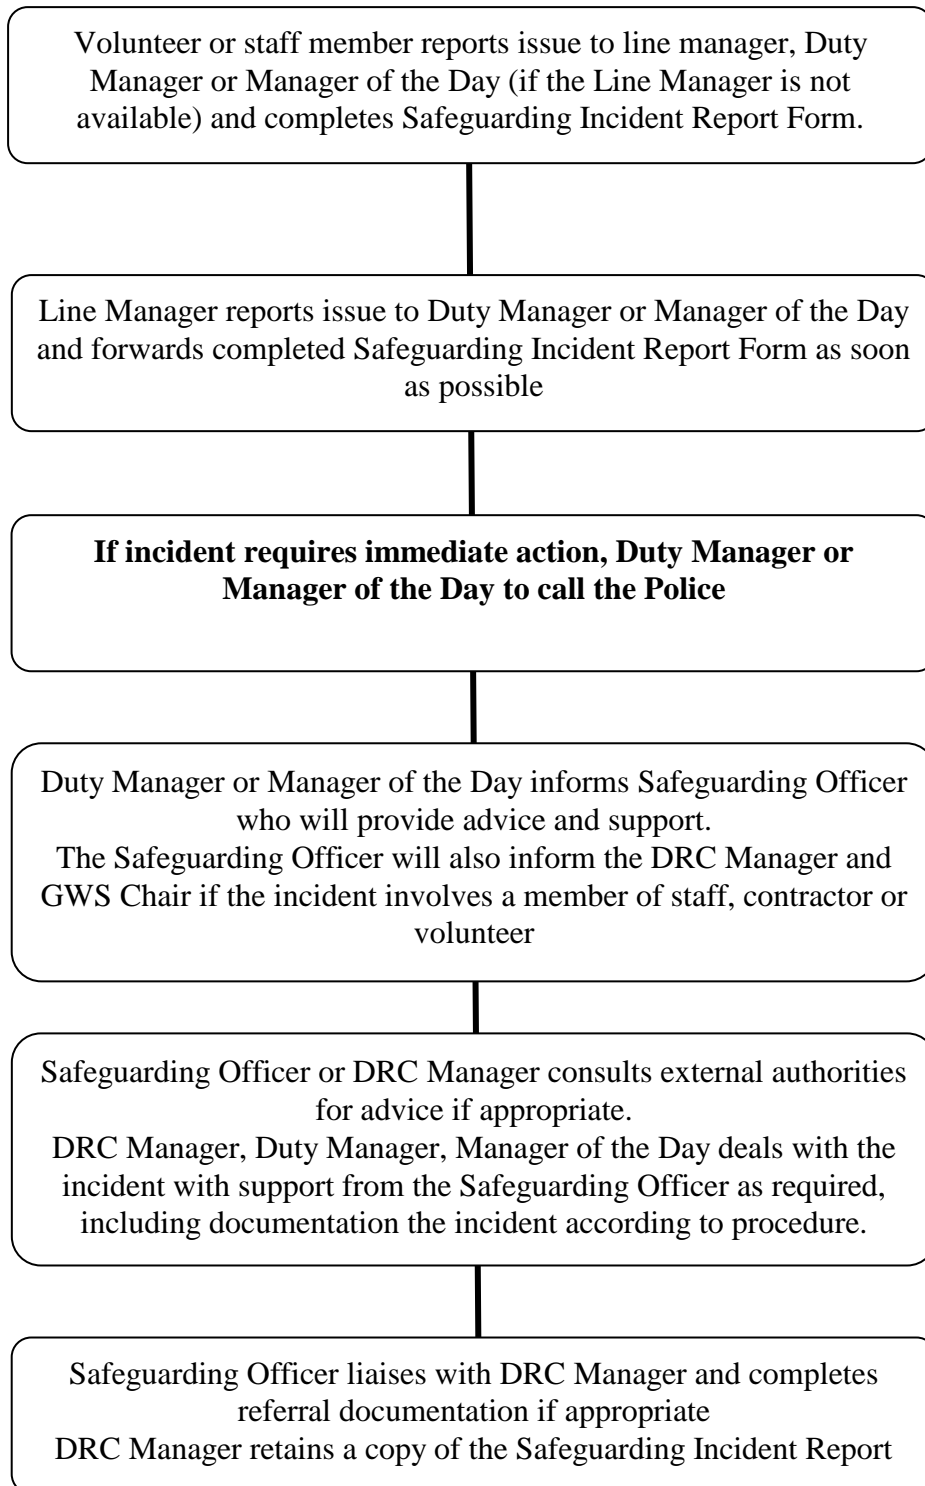 Volunteer or staff member reports issue to line manager, Duty
Manager or Manager of the Day (if the Line Manager is not
available) and completes Safeguarding Incident Report Form.
Line Manager reports issue to Duty Manager or Manager of the Day
and forwards completed Safeguarding Incident Report Form as soon
as possible
If incident requires immediate action, Duty Manager or
Manager of the Day to call the Police
Duty Manager or Manager of the Day informs Safeguarding Officer
who will provide advice and support.
The Safeguarding Officer will also inform the DRC Manager and
GWS Chair if the incident involves a member of staff, contractor or
volunteer
Safeguarding Officer or DRC Manager consults external authorities
for advice if appropriate.
DRC Manager, Duty Manager, Manager of the Day deals with the
incident with support from the Safeguarding Officer as required,
including documentation the incident according to procedure.
Safeguarding Officer liaises with DRC Manager and completes
referral documentation if appropriate
DRC Manager retains a copy of the Safeguarding Incident Report